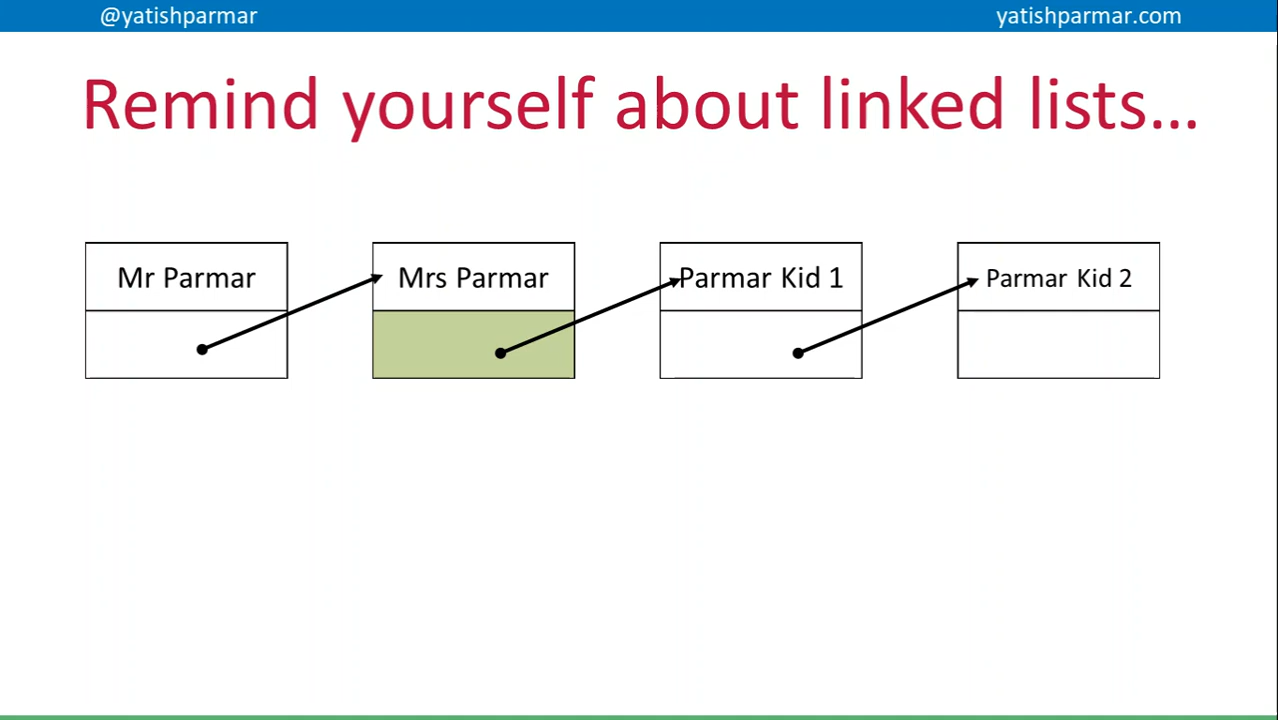 @yatishparmar
yatishparmar.com
Remind yourself about linked lists...
Mr Parmar
Mrs Parmar
Parmar Kid 1
Parmar Kid 2